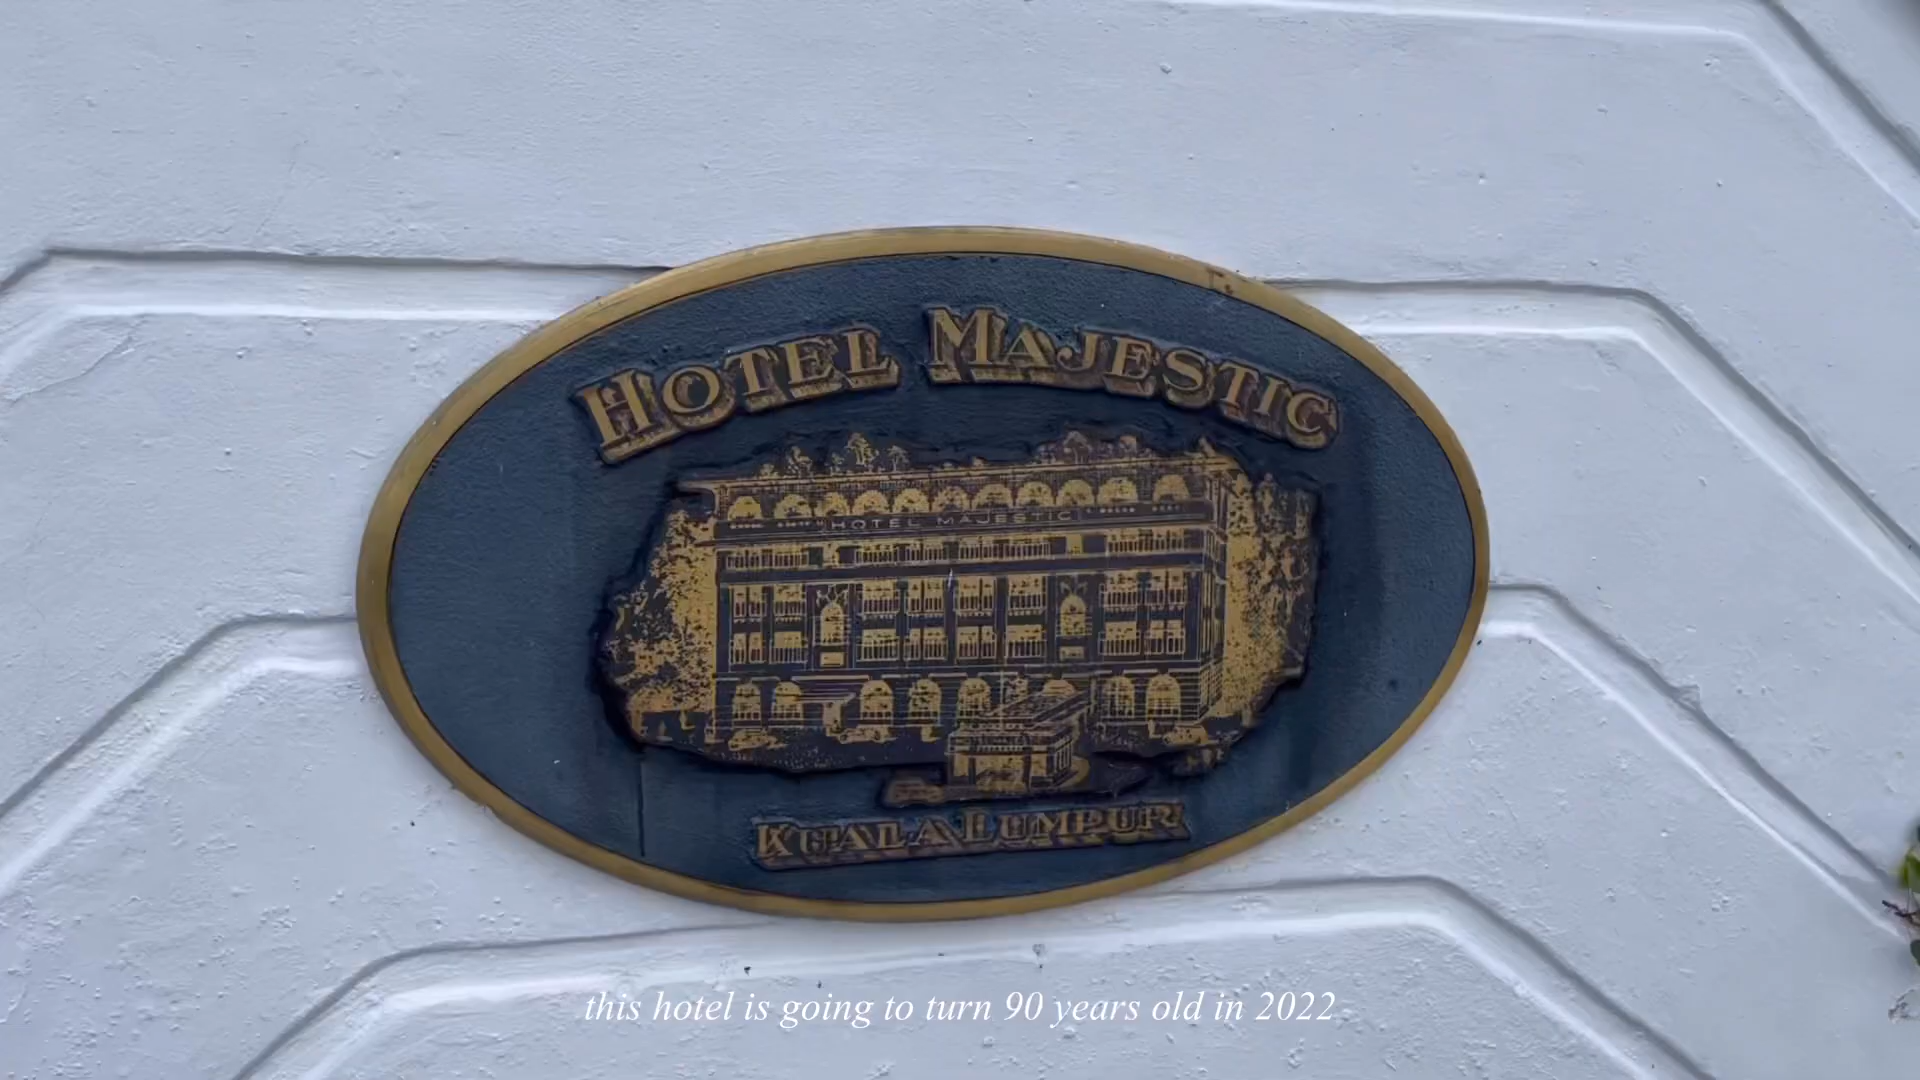 HOTEL MAJESTIC
HOTEL MAJESTIC
KUALA LUMPUR
this hotel is going to turn 90 years old in 2022